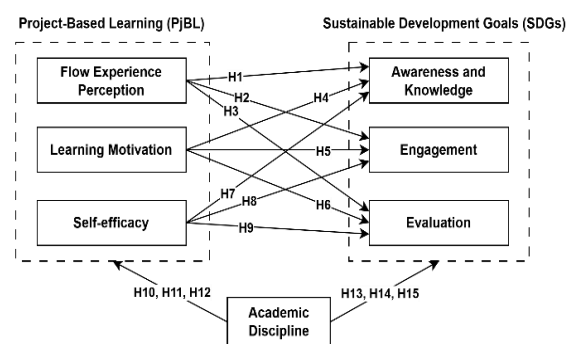 Project-Based Learning (PjBL)
Sustainable Development Goals (SDGs)
Flow Experience
Perception
H1
Awareness and
Knowledge
H2
H4
H3
Learning Motivation
H5
Engagement
H7
H8
H6
Self-efficacy
H9
Evaluation
H10, H11, H12
H13, H14, H15
Academic
Discipline